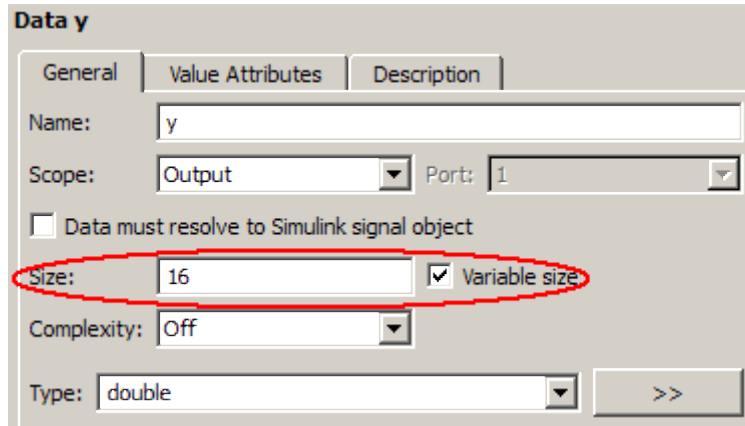 Data y
General Value Attributes Description
Name: y
Scope: Output Port: 1
Data must resolve to Simulink signal object
Size: 16 Variable size
Complexity: Off
Type: double >>